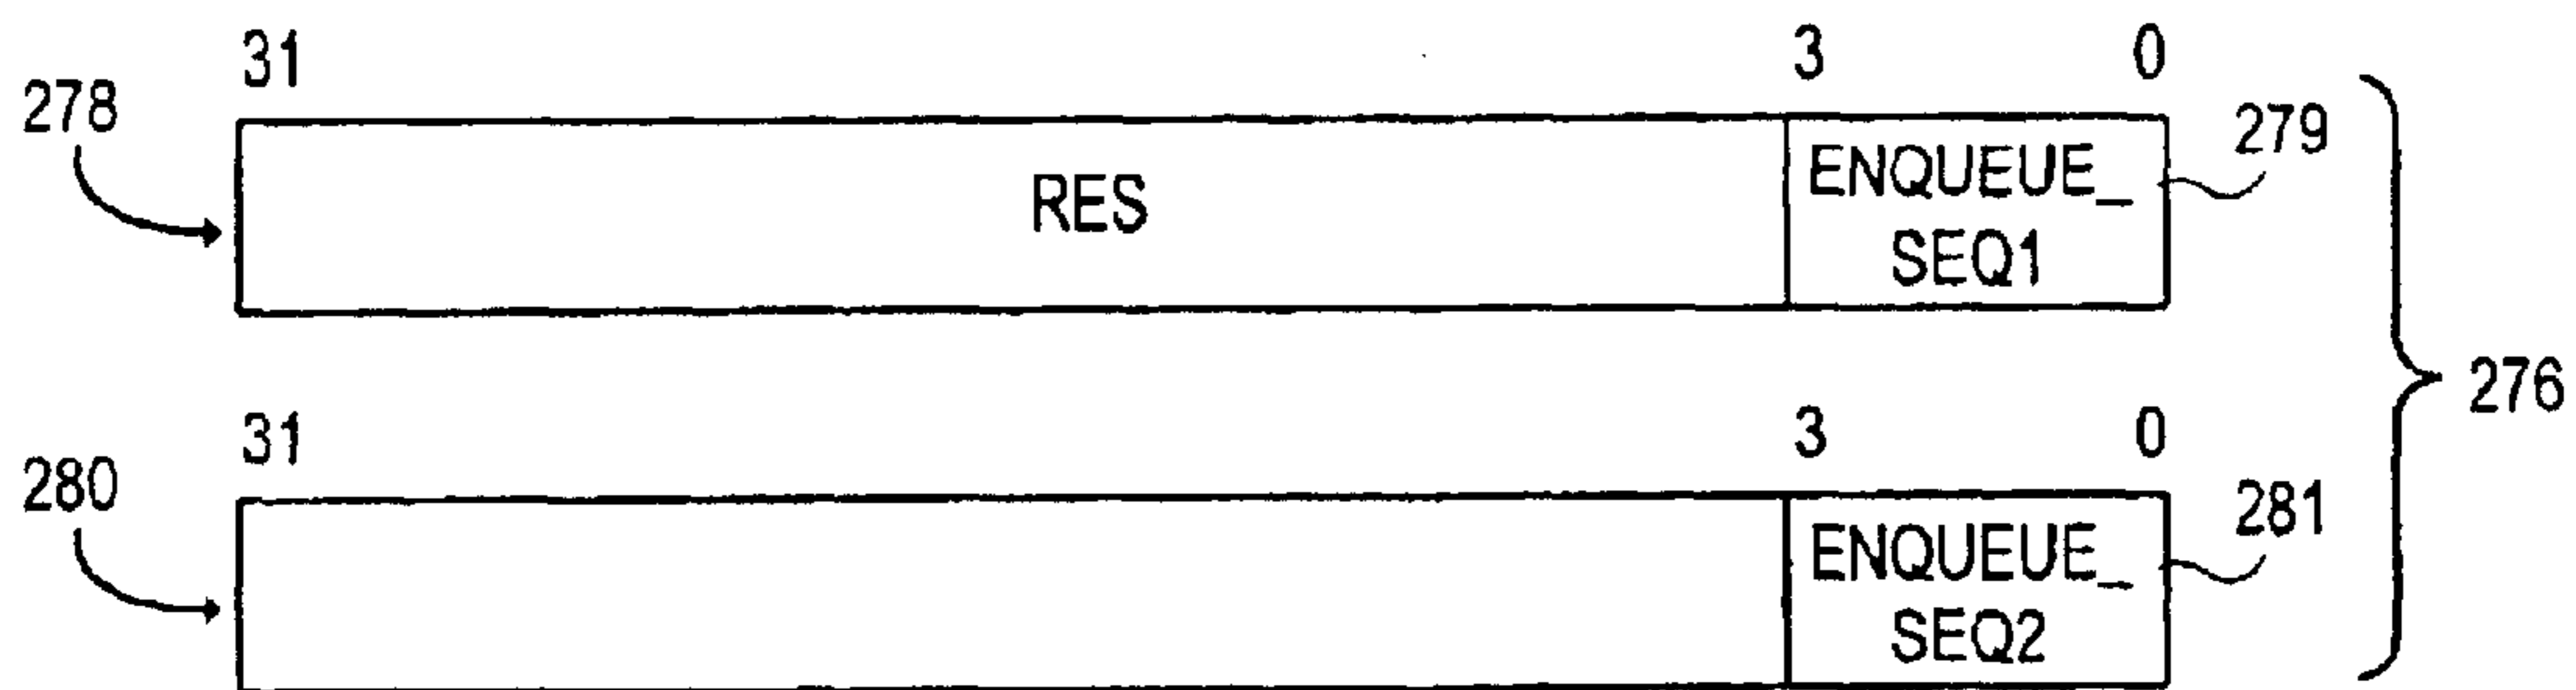 31 3 0
278 279
RES ENQUEUE_
SEQ1
276
31 3 0
280 281
ENQUEUE_
SEQ2